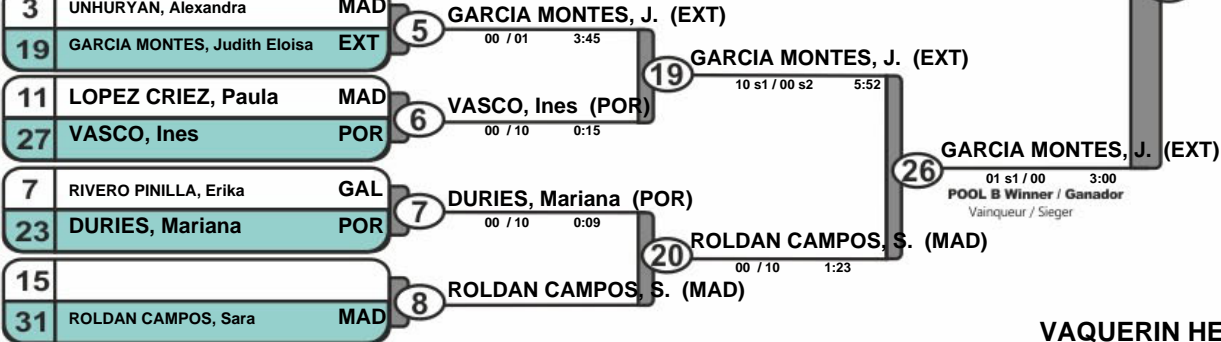 3 UNHURYAN, Alexandra MAD
19 GARCIA MONTES, Judith Eloisa EXT
5 GARCIA MONTES, J. (EXT)
00 / 01 3:45
11 LOPEZ CRIEZ, Paula MAD
27 VASCO, Ines POR
6 VASCO, Ines (POR)
00 / 10 0:15
19 GARCIA MONTES, J. (EXT)
10 s1 / 00 s2 5:52
7 RIVERO PINILLA, Erika GAL
23 DURIES, Mariana POR
7 DURIES, Mariana (POR)
00 / 10 0:09
15
31 ROLDAN CAMPOS, Sara MAD
8 ROLDAN CAMPOS, S. (MAD)
20 ROLDAN CAMPOS, S. (MAD)
00 / 10 1:23
26 GARCIA MONTES, J. (EXT)
01 s1 / 00 3:00
POOL B Winner / Ganador
Vainqueur / Sieger
VAQUERIN HE